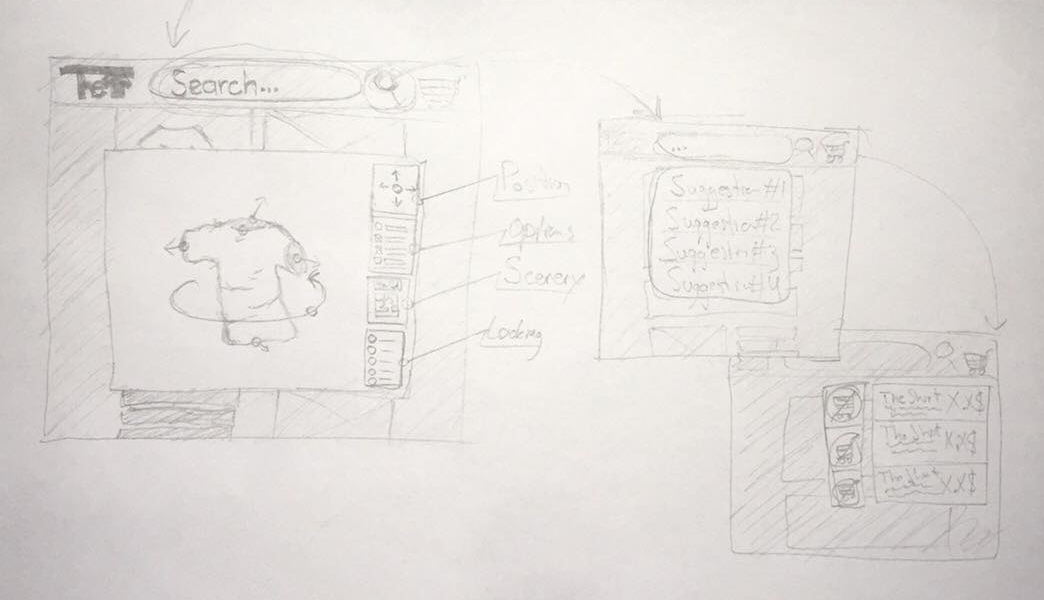 Search...
Position
Options
Scenery
Looking
...
Suggestion #1
Suggestion #2
Suggestion #3
Suggestion #4
The Shirt X.X$
The Shirt X.X$
The Shirt X.X$